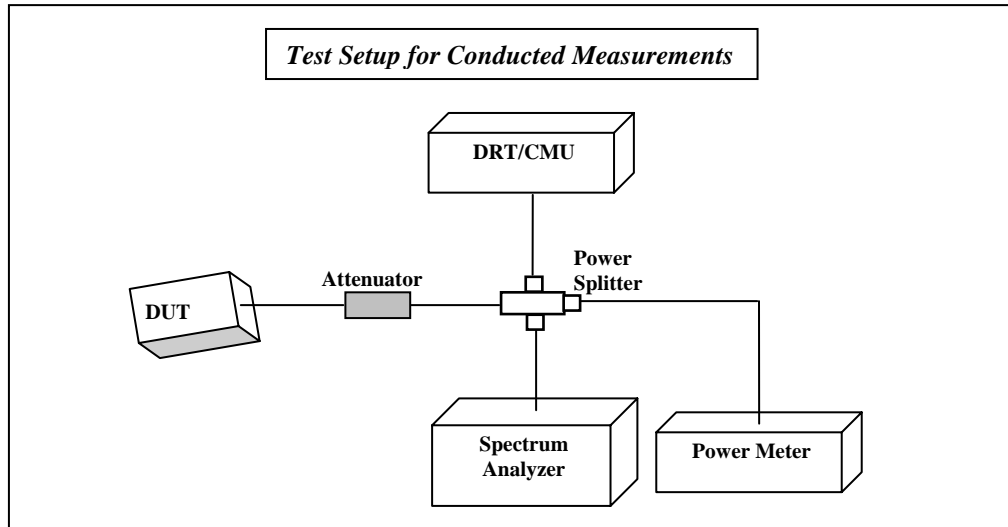 Test Setup for Conducted Measurements
DRT/CMU
Power
Splitter
Attenuator
DUT
Spectrum
Analyzer
Power Meter